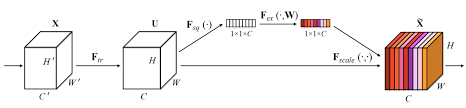 X
U
X̃
F_sq (·)
F_ex (·,W)
1×1×C
1×1×C
H'
F_tr
H
F_scale (·,·)
H
W'
W
W
C'
C
C